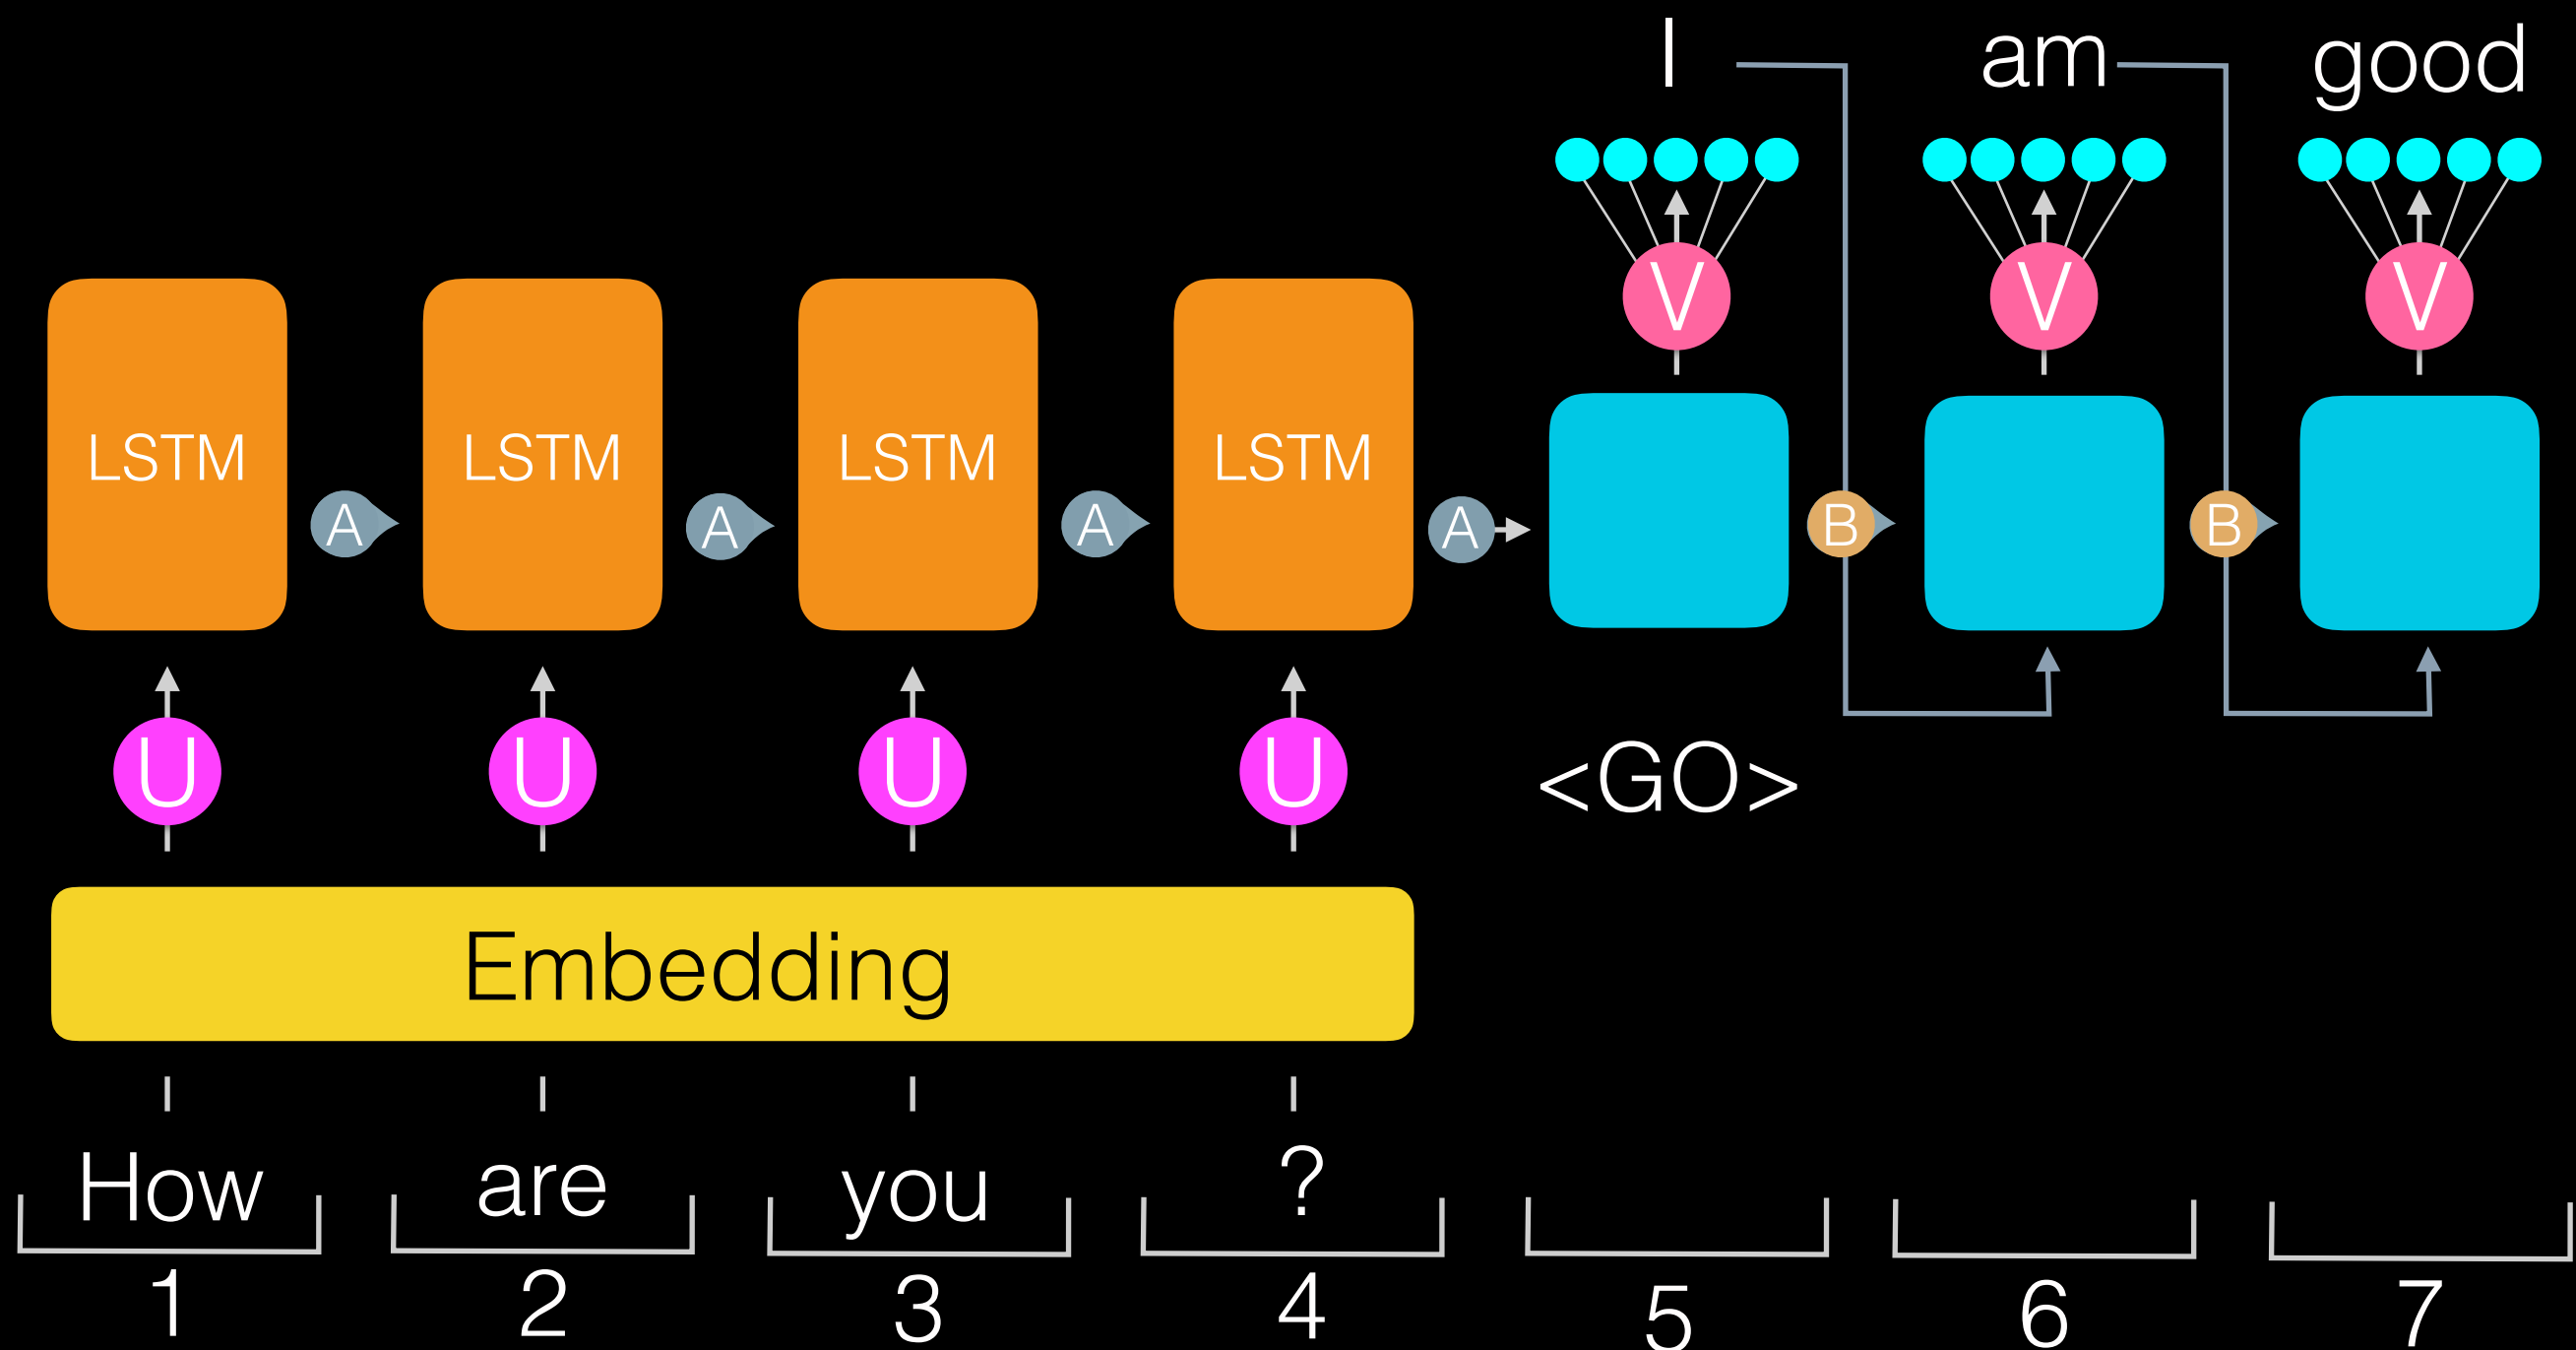 I am good
V V V
LSTM LSTM LSTM LSTM
A A A A B B
U U U U <GO>
Embedding
How are you ?
1 2 3 4 5 6 7